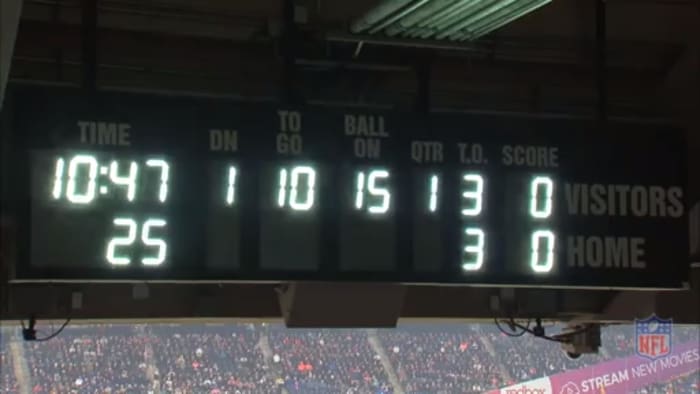 TIME DN TO GO BALL ON QTR T.O. SCORE
10:47 1 10 15 1 3 0 VISITORS
25 3 0 HOME
NFL
redbox. STREAM NEW MOVIES